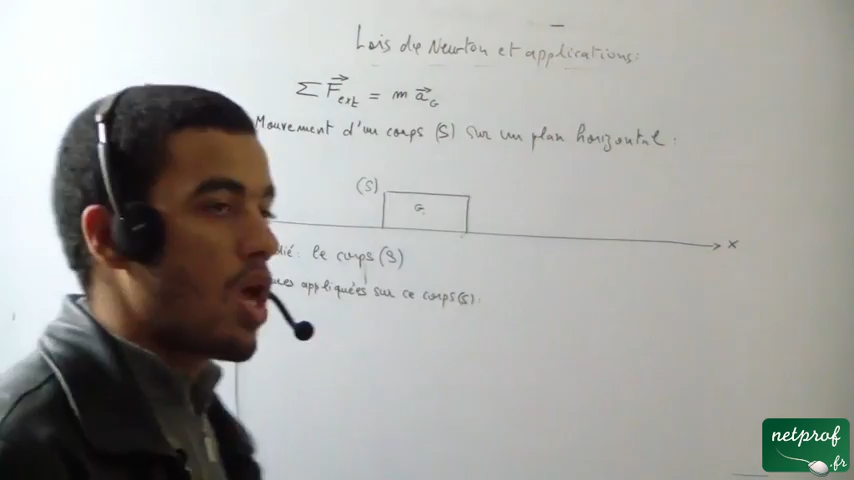 Lois de Newton et applications:
Σ F⃗ext = m a⃗G
Mouvement d'un corps (S) sur un plan horizontal:
(S)
G
x
dié: le corps (S)
appliquées sur ce corps (S).
netprof
.fr